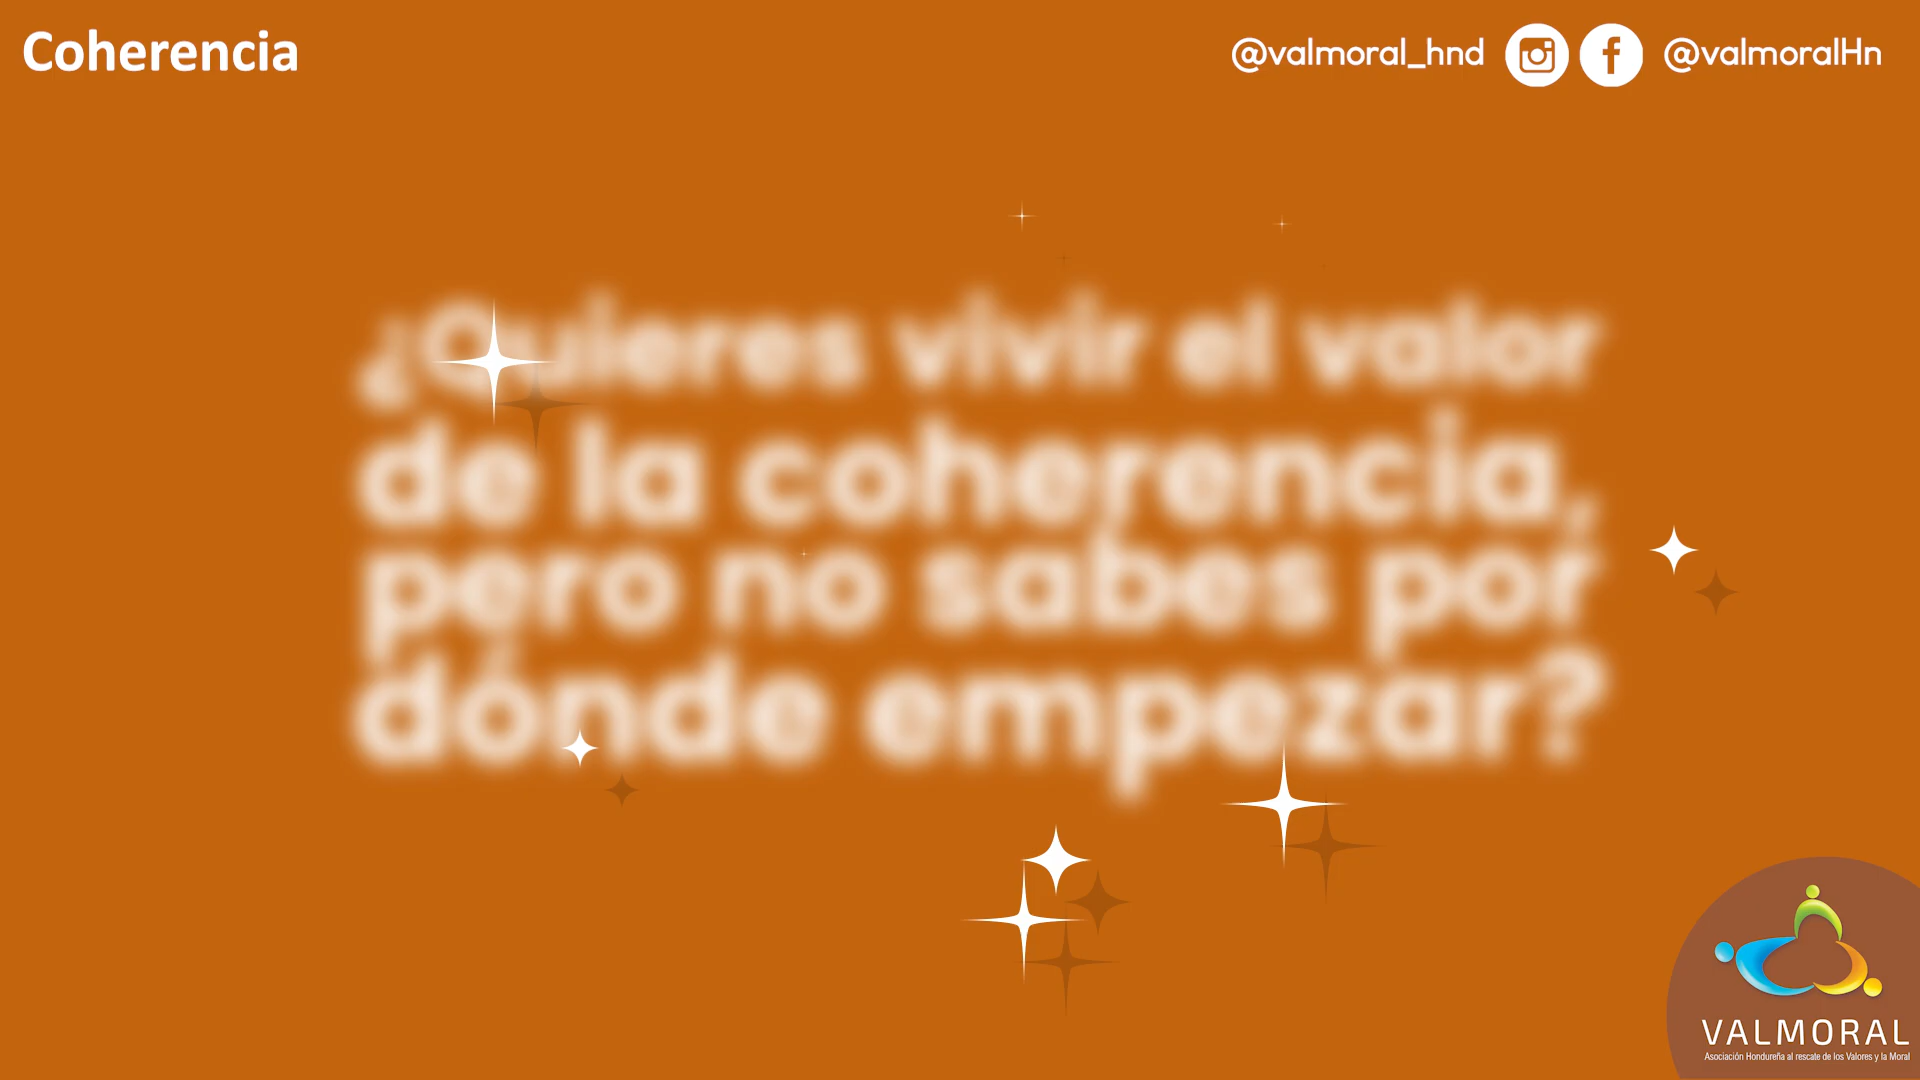 Coherencia
@valmoral_hnd @valmoralHn
¿Quieres vivir el valor
de la coherencia,
pero no sabes por
dónde empezar?
VALMORAL
Asociación Hondureña al rescate de los Valores y la Moral